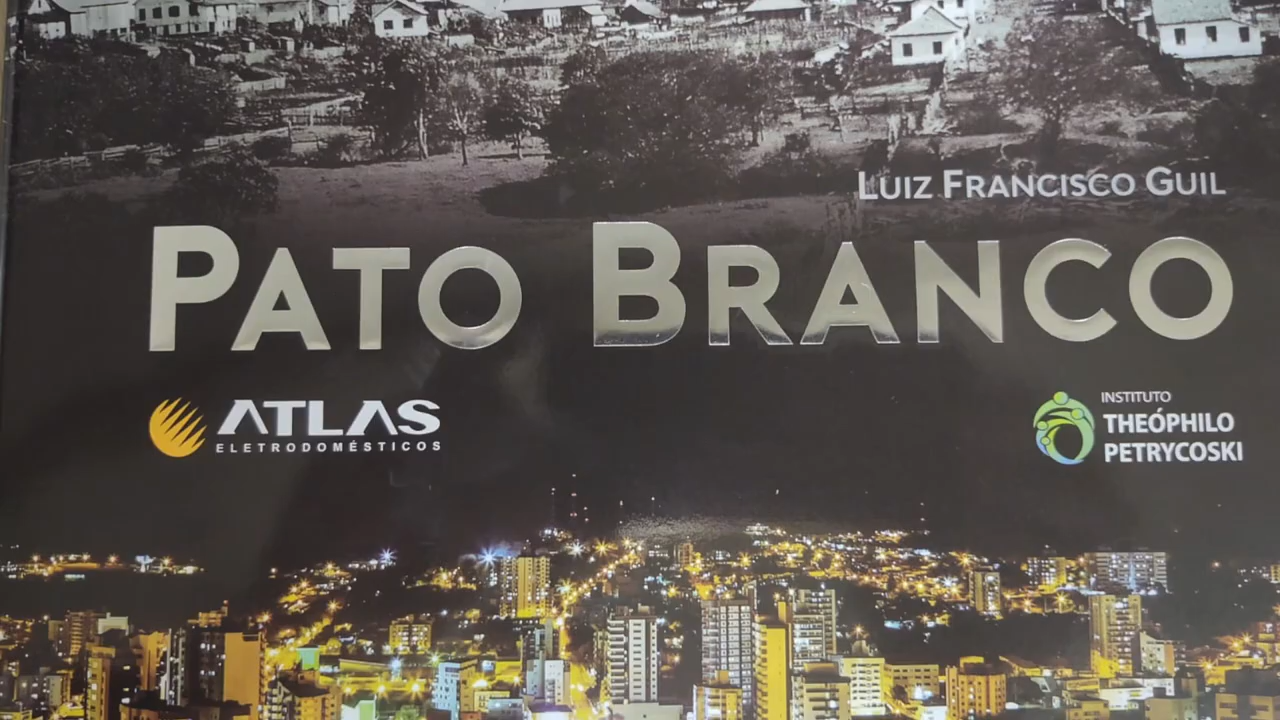 LUIZ FRANCISCO GUIL
PATO BRANCO
ATLAS
ELETRODOMÉSTICOS
INSTITUTO
THEÓPHILO
PETRYCOSKI